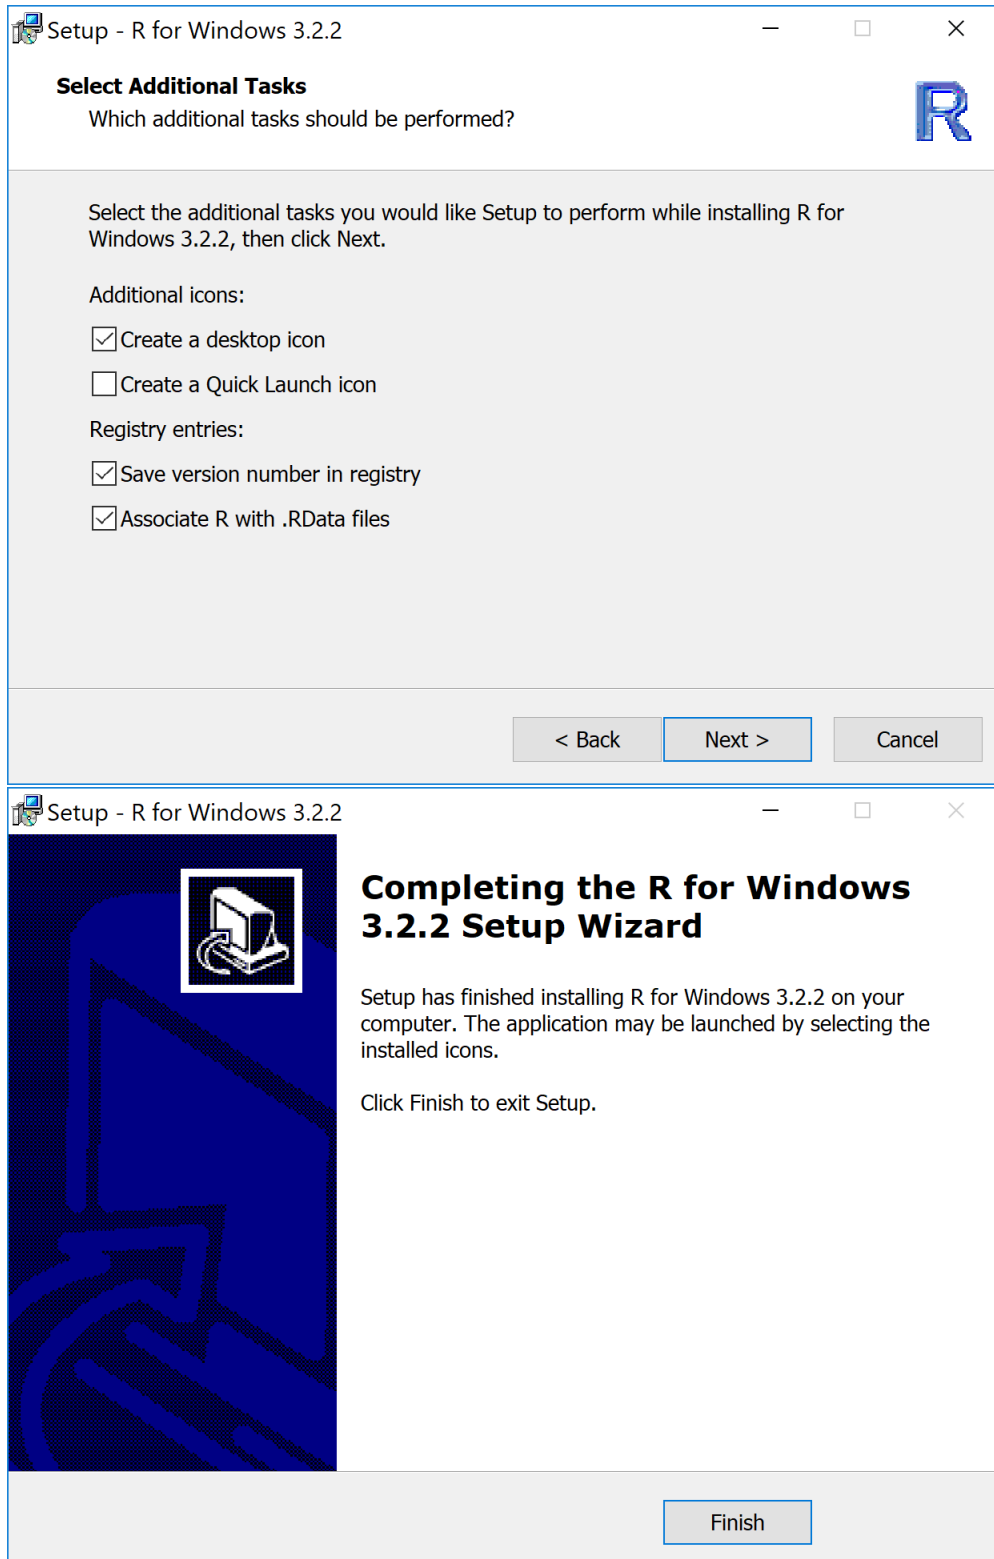 Setup - R for Windows 3.2.2
Select Additional Tasks
Which additional tasks should be performed?
R
Select the additional tasks you would like Setup to perform while installing R for
Windows 3.2.2, then click Next.
Additional icons:
Create a desktop icon
Create a Quick Launch icon
Registry entries:
Save version number in registry
Associate R with .RData files
< Back
Next >
Cancel
Setup - R for Windows 3.2.2
Completing the R for Windows
3.2.2 Setup Wizard
Setup has finished installing R for Windows 3.2.2 on your
computer. The application may be launched by selecting the
installed icons.
Click Finish to exit Setup.
Finish